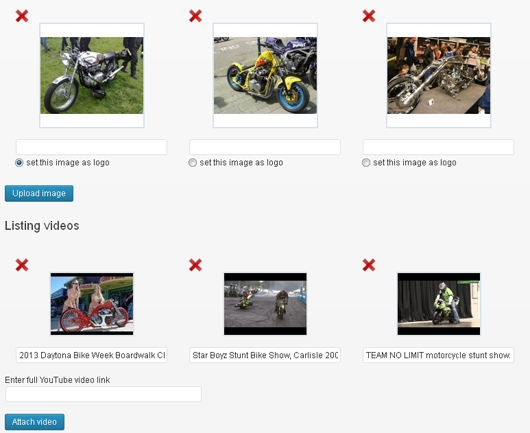 set this image as logo
set this image as logo
set this image as logo
Upload image
Listing videos
2013 Daytona Bike Week Boardwalk Cl
Star Boyz Stunt Bike Show, Carlisle 200
TEAM NO LIMIT motorcycle stunt show.
Enter full YouTube video link
Attach video